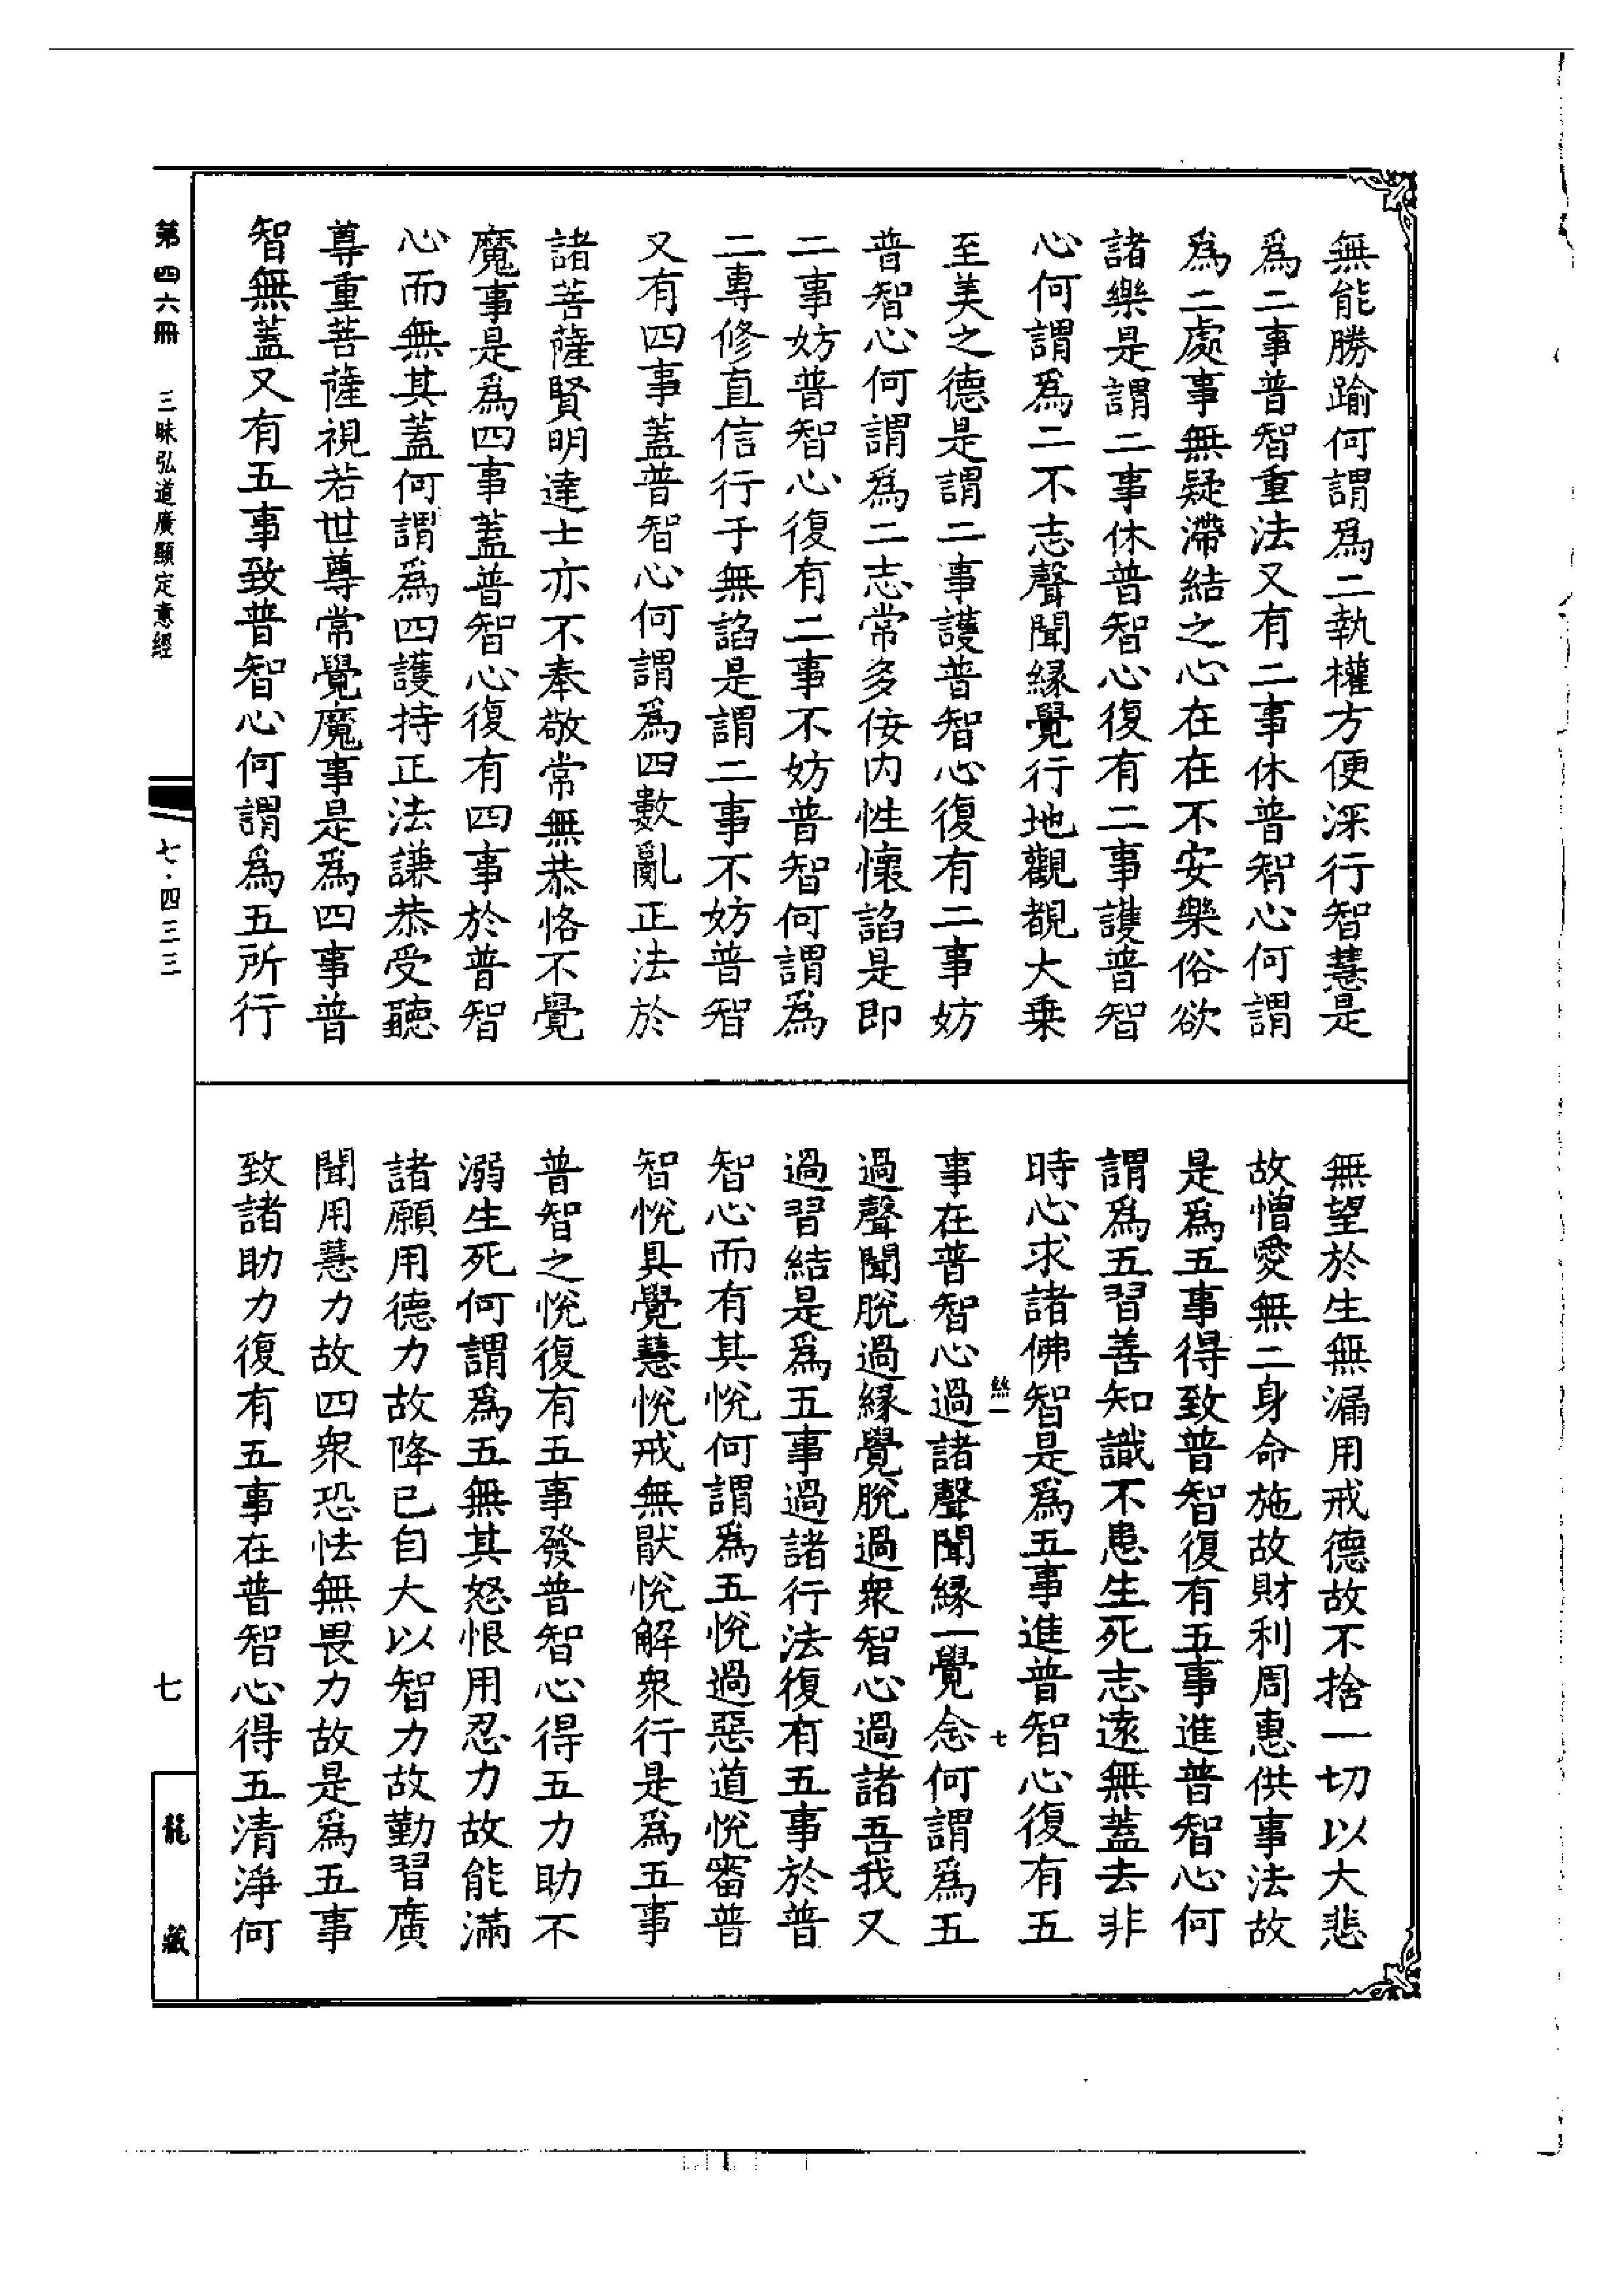 無能勝踰何謂爲二執權方便深行智慧是
爲二事普智重法又有二事休普智心何謂
爲二處事無疑滯結之心在在不安樂俗欲
諸樂是謂二事休普智心復有二事護普智
心何謂爲二不志聲聞緣覺行地觀覩大乗
至美之德是謂二事護普智心復有二事妨
普智心何謂爲二志常多侫内性懷諂是即
二事妨普智心復有二事不妨普智何謂爲
二專修直信行于無諂是謂二事不妨普智
又有四事蓋普智心何謂爲四數亂正法於
諸菩薩賢明達士亦不奉敬常無恭恪不覺
魔事是爲四事蓋普智心復有四事於普智
心而無其蓋何謂爲四護持正法謙恭受聽
尊重菩薩視若世尊常覺魔事是爲四事普
智無蓋又有五事致普智心何謂爲五所行
無望於生無漏用戒德故不捨一切以大悲
故憎愛無二身命施故財利周惠供事法故
是爲五事得致普智復有五事進普智心何
謂爲五習善知識不患生死志遠無蓋去非
時心求諸佛智是爲五事進普智心復有五
絲一 七
事在普智心過諸聲聞緣一覺念何謂爲五
過聲聞脫過緣覺脫過衆智心過諸吾我又
過習結是爲五事過諸行法復有五事於普
智心而有其悅何謂爲五悅過惡道悅審普
智悅具覺慧悅戒無猒悅解衆行是爲五事
普智之悅復有五事發普智心得五力助不
溺生死何謂爲五無其怒恨用忍力故能滿
諸願用德力故降已自大以智力故勤習廣
聞用慧力故四衆恐怯無畏力故是爲五事
致諸助力復有五事在普智心得五清淨何
第四六冊 三昧弘道廣顯定意經
七·四三三
七
龍藏